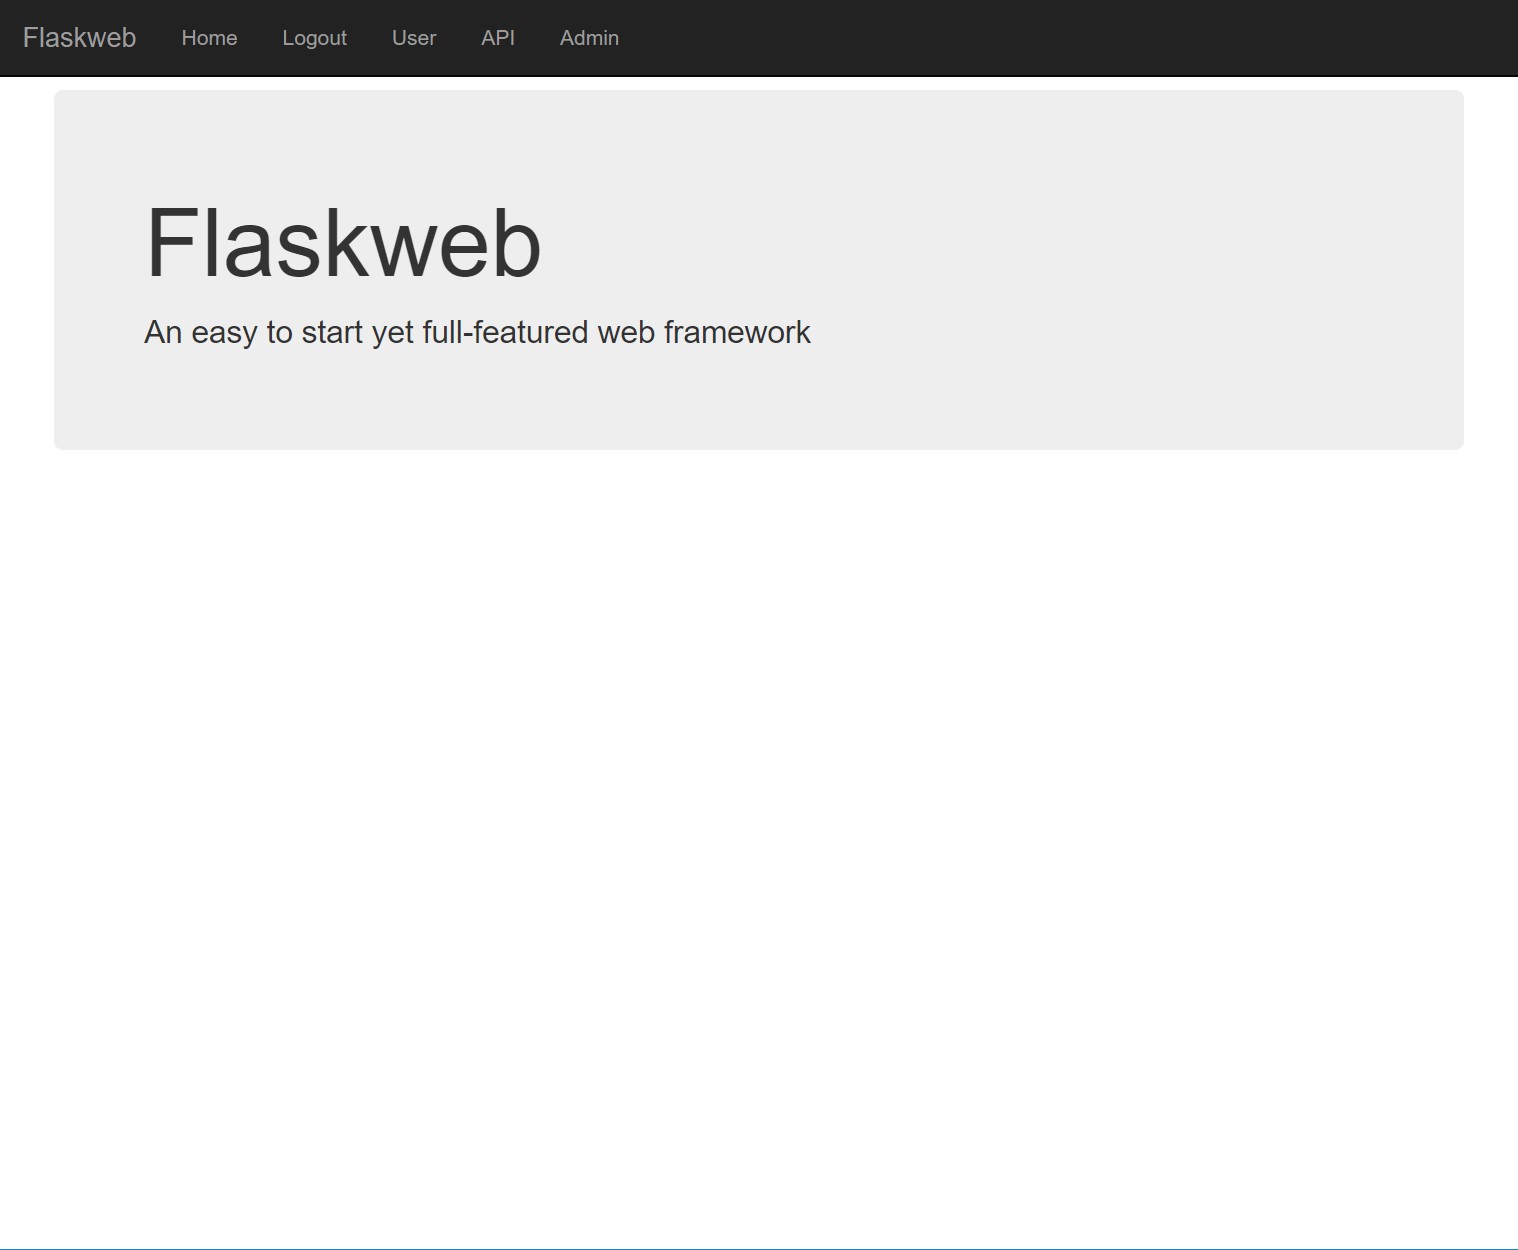 Flaskweb Home Logout User API Admin
Flaskweb
An easy to start yet full-featured web framework